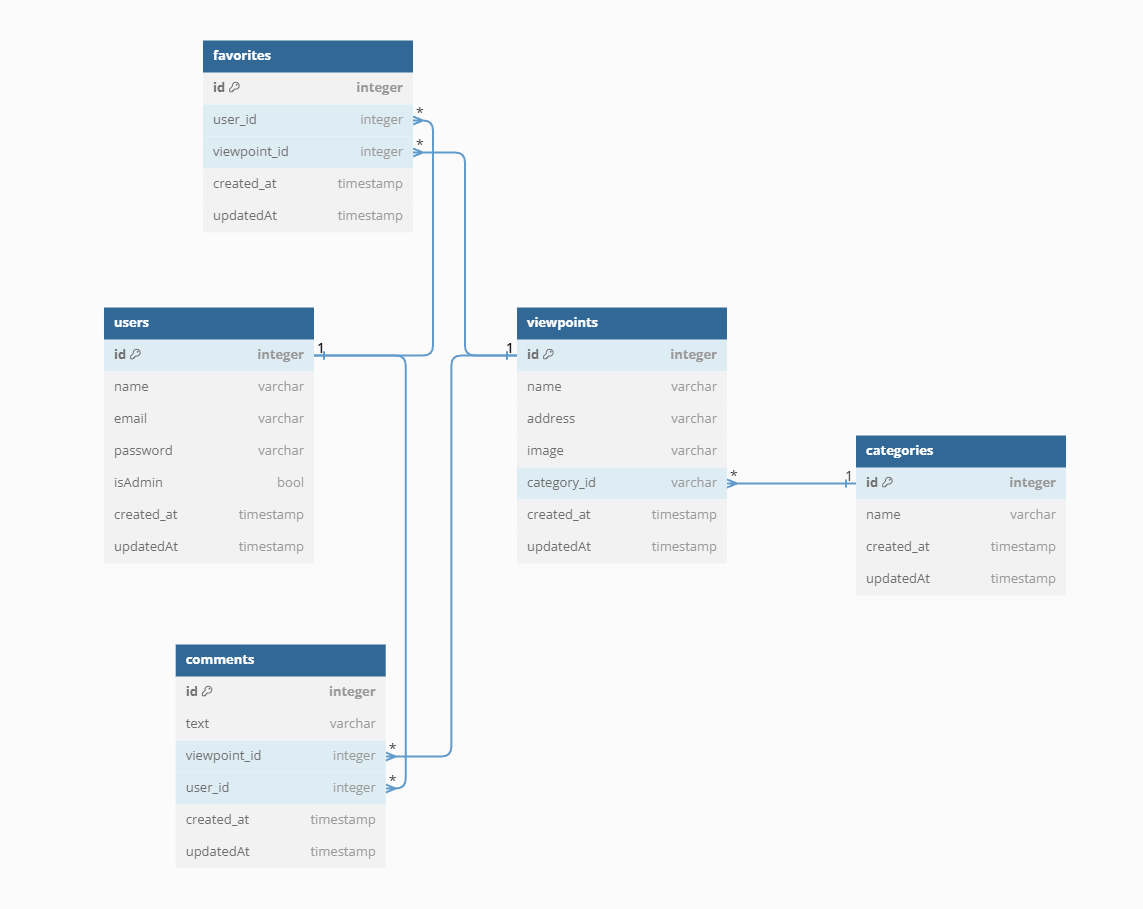 favorites
id integer
user_id integer *
viewpoint_id integer *
created_at timestamp
updatedAt timestamp
users
id integer 1
name varchar
email varchar
password varchar
isAdmin bool
created_at timestamp
updatedAt timestamp
viewpoints
1 id integer
name varchar
address varchar
image varchar
category_id varchar *
created_at timestamp
updatedAt timestamp
categories
1 id integer
name varchar
created_at timestamp
updatedAt timestamp
comments
id integer
text varchar
viewpoint_id integer *
user_id integer *
created_at timestamp
updatedAt timestamp